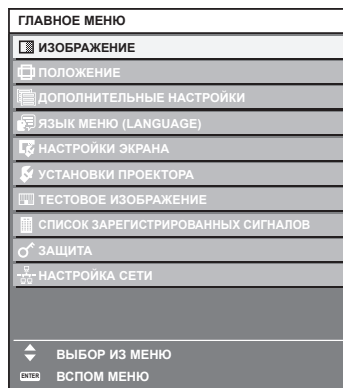 ГЛАВНОЕ МЕНЮ
ИЗОБРАЖЕНИЕ
ПОЛОЖЕНИЕ
ДОПОЛНИТЕЛЬНЫЕ НАСТРОЙКИ
ЯЗЫК МЕНЮ (LANGUAGE)
НАСТРОЙКИ ЭКРАНА
УСТАНОВКИ ПРОЕКТОРА
ТЕСТОВОЕ ИЗОБРАЖЕНИЕ
СПИСОК ЗАРЕГИСТРИРОВАННЫХ СИГНАЛОВ
ЗАЩИТА
НАСТРОЙКА СЕТИ
ВЫБОР ИЗ МЕНЮ
ENTER ВСПОМ МЕНЮ